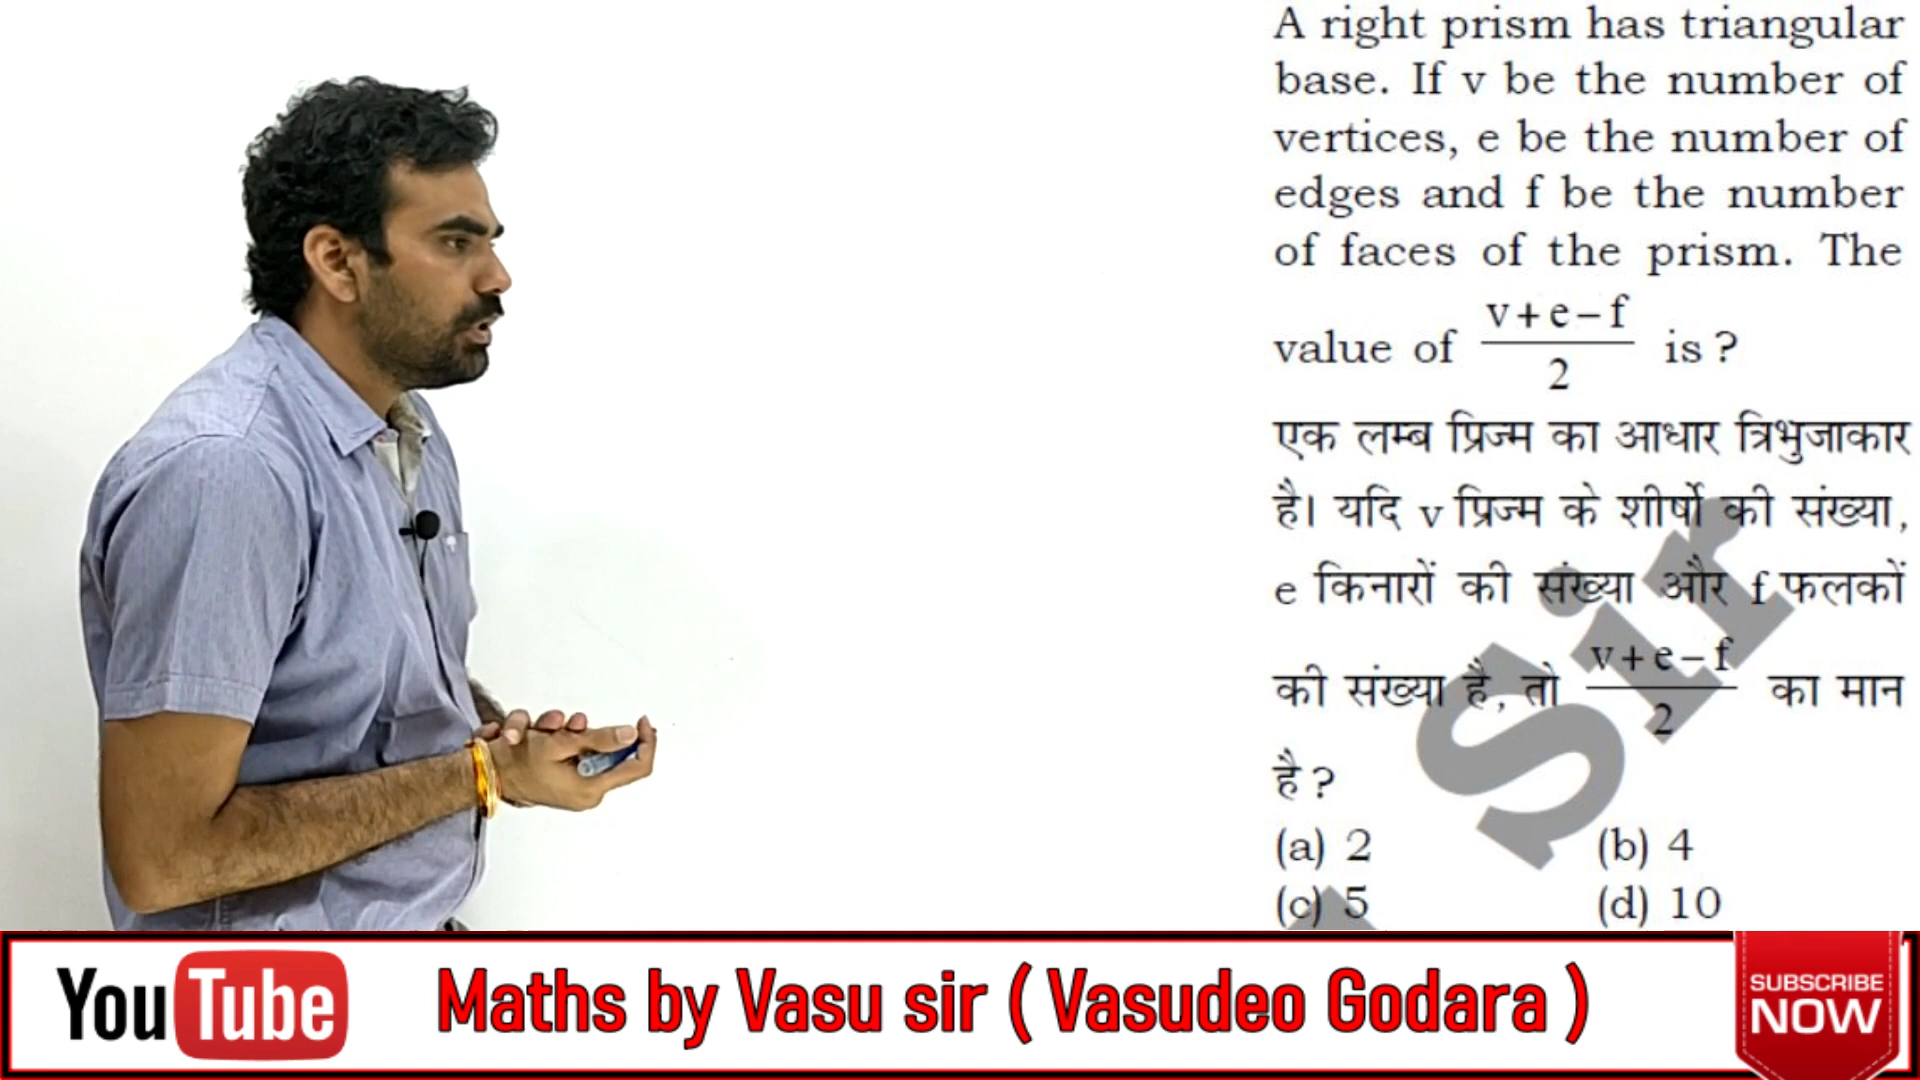 A right prism has triangular
base. If v be the number of
vertices, e be the number of
edges and f be the number
of faces of the prism. The
value of (v+e–f)/2 is ?
एक लम्ब प्रिज्म का आधार त्रिभुजाकार
है। यदि v प्रिज्म के शीर्षो की संख्या,
e किनारों की संख्या और f फलकों
की संख्या है, तो (v+e–f)/2 का मान
है ?
(a) 2 (b) 4
(c) 5 (d) 10
Sir
YouTube
Maths by Vasu sir ( Vasudeo Godara )
SUBSCRIBE
NOW